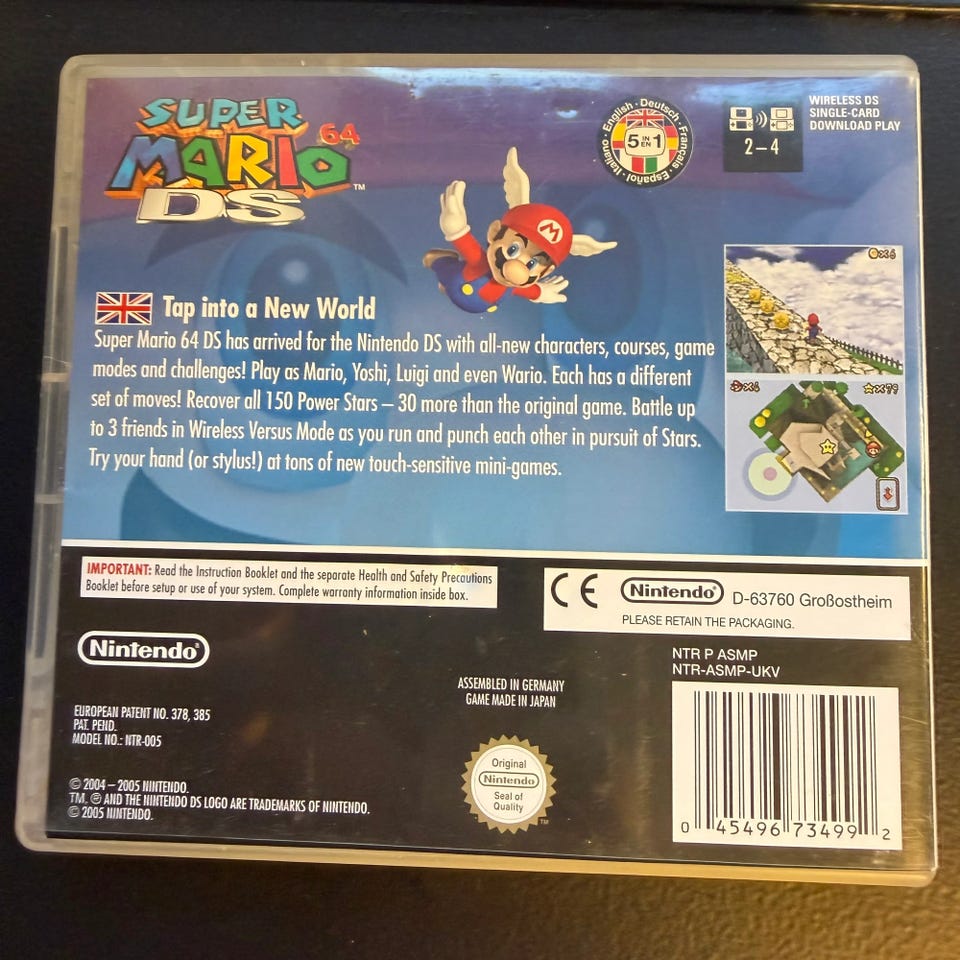 SUPER
MARIO 64
DS ™
English · Deutsch · Français · Español · Italiano ·
5 IN EN 1
2–4
WIRELESS DS
SINGLE-CARD
DOWNLOAD PLAY
M
×6
Tap into a New World
Super Mario 64 DS has arrived for the Nintendo DS with all-new characters, courses, game
modes and challenges! Play as Mario, Yoshi, Luigi and even Wario. Each has a different
set of moves! Recover all 150 Power Stars – 30 more than the original game. Battle up
to 3 friends in Wireless Versus Mode as you run and punch each other in pursuit of Stars.
Try your hand (or stylus!) at tons of new touch-sensitive mini-games.
IMPORTANT: Read the Instruction Booklet and the separate Health and Safety Precautions
Booklet before setup or use of your system. Complete warranty information inside box.
CE Nintendo® D-63760 Großostheim
PLEASE RETAIN THE PACKAGING.
Nintendo®
NTR P ASMP
NTR-ASMP-UKV
ASSEMBLED IN GERMANY
GAME MADE IN JAPAN
EUROPEAN PATENT NO. 378, 385
PAT. PEND.
MODEL NO.: NTR-005
Original
Nintendo
Seal of
Quality
™
© 2004 – 2005 NINTENDO.
TM, ® AND THE NINTENDO DS LOGO ARE TRADEMARKS OF NINTENDO.
© 2005 NINTENDO.
0 45496 73499 2